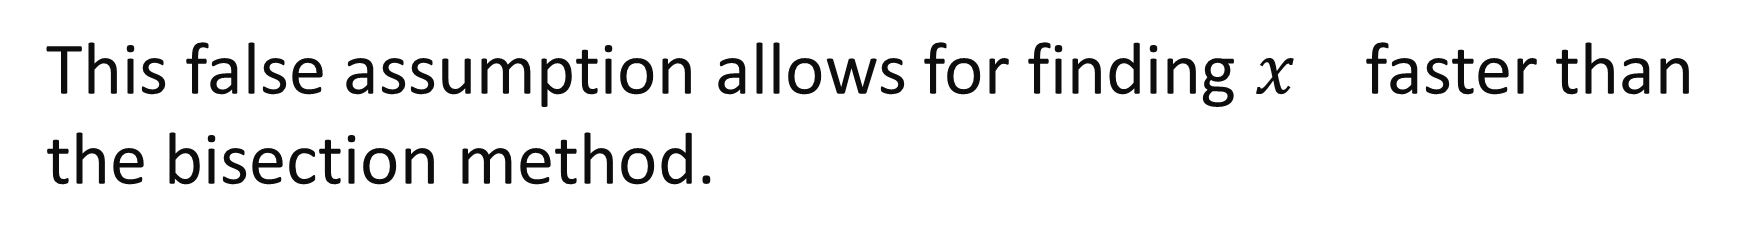 This false assumption allows for finding x faster than
the bisection method.